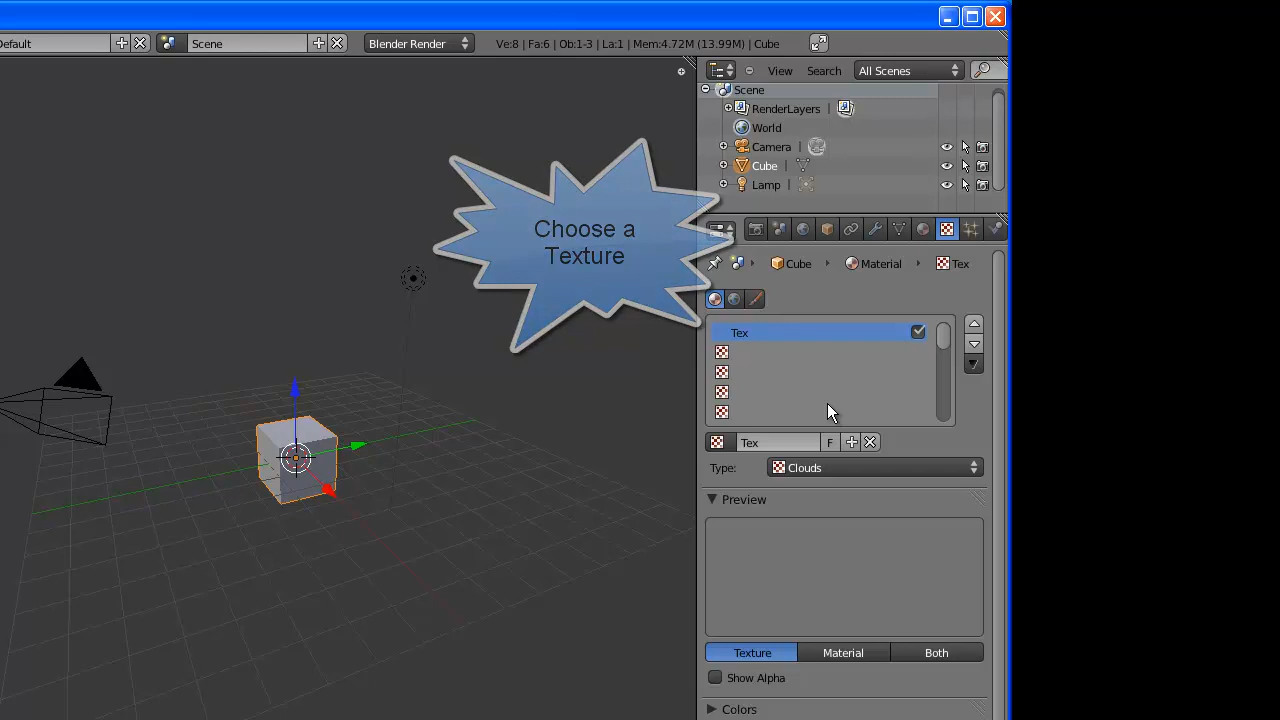 Default
Scene
Blender Render
Ve:8 | Fa:6 | Ob:1-3 | La:1 | Mem:4.72M (13.99M) | Cube
View
Search
All Scenes
Scene
RenderLayers
World
Camera
Cube
Lamp
Choose a
Texture
Cube
Material
Tex
Tex
Tex
F
Type:
Clouds
Preview
Texture
Material
Both
Show Alpha
Colors